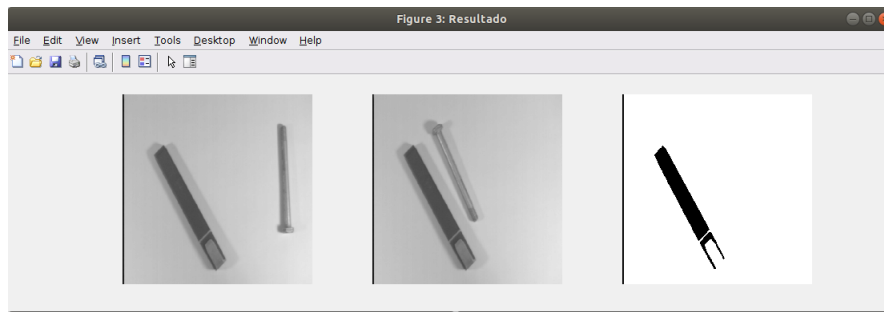 Figure 3: Resultado
File Edit View Insert Tools Desktop Window Help